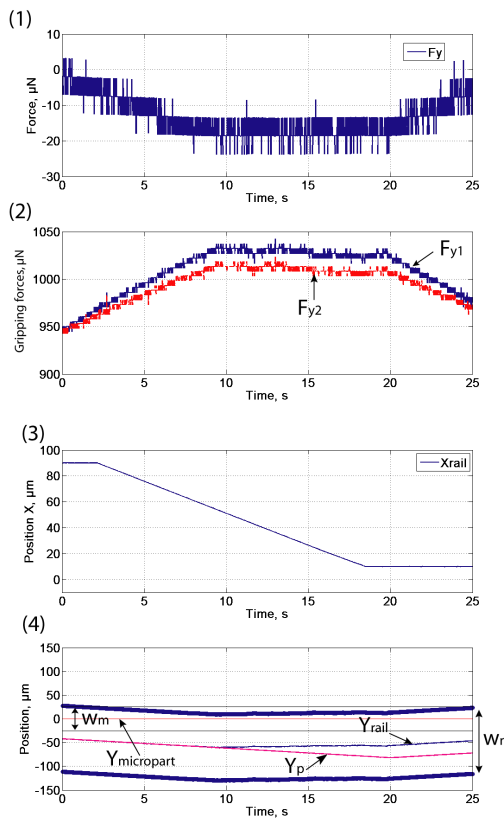 (1)
10
0
-10
-20
-30
Force, µN
Fy
0 5 10 15 20 25
Time, s
(2)
1050
1000
950
900
Gripping forces, µN
Fy1
Fy2
0 5 10 15 20 25
Time, s
(3)
100
80
60
40
20
0
Position X, µm
Xrail
0 5 10 15 20 25
Time, s
(4)
150
100
50
0
-50
-100
-150
Position, µm
Wm
Ymicropart
Yp
Yrail
Wr
0 5 10 15 20 25
Time, s